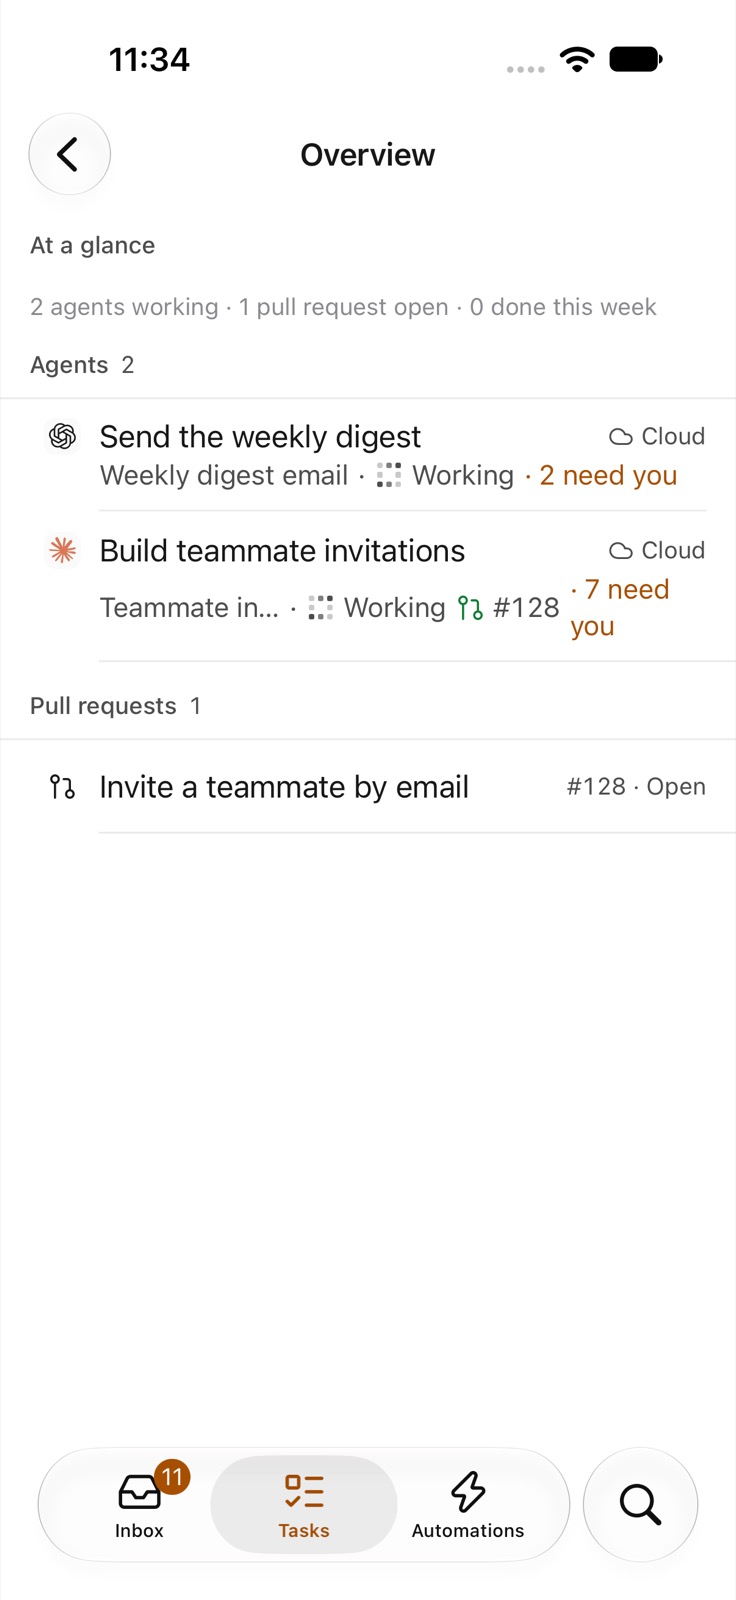 11:34
Overview
At a glance
2 agents working · 1 pull request open · 0 done this week
Agents 2
Send the weekly digest
Cloud
Weekly digest email · Working · 2 need you
Build teammate invitations
Cloud
Teammate in... · Working #128 · 7 need
you
Pull requests 1
Invite a teammate by email
#128 · Open
11
Inbox
Tasks
Automations